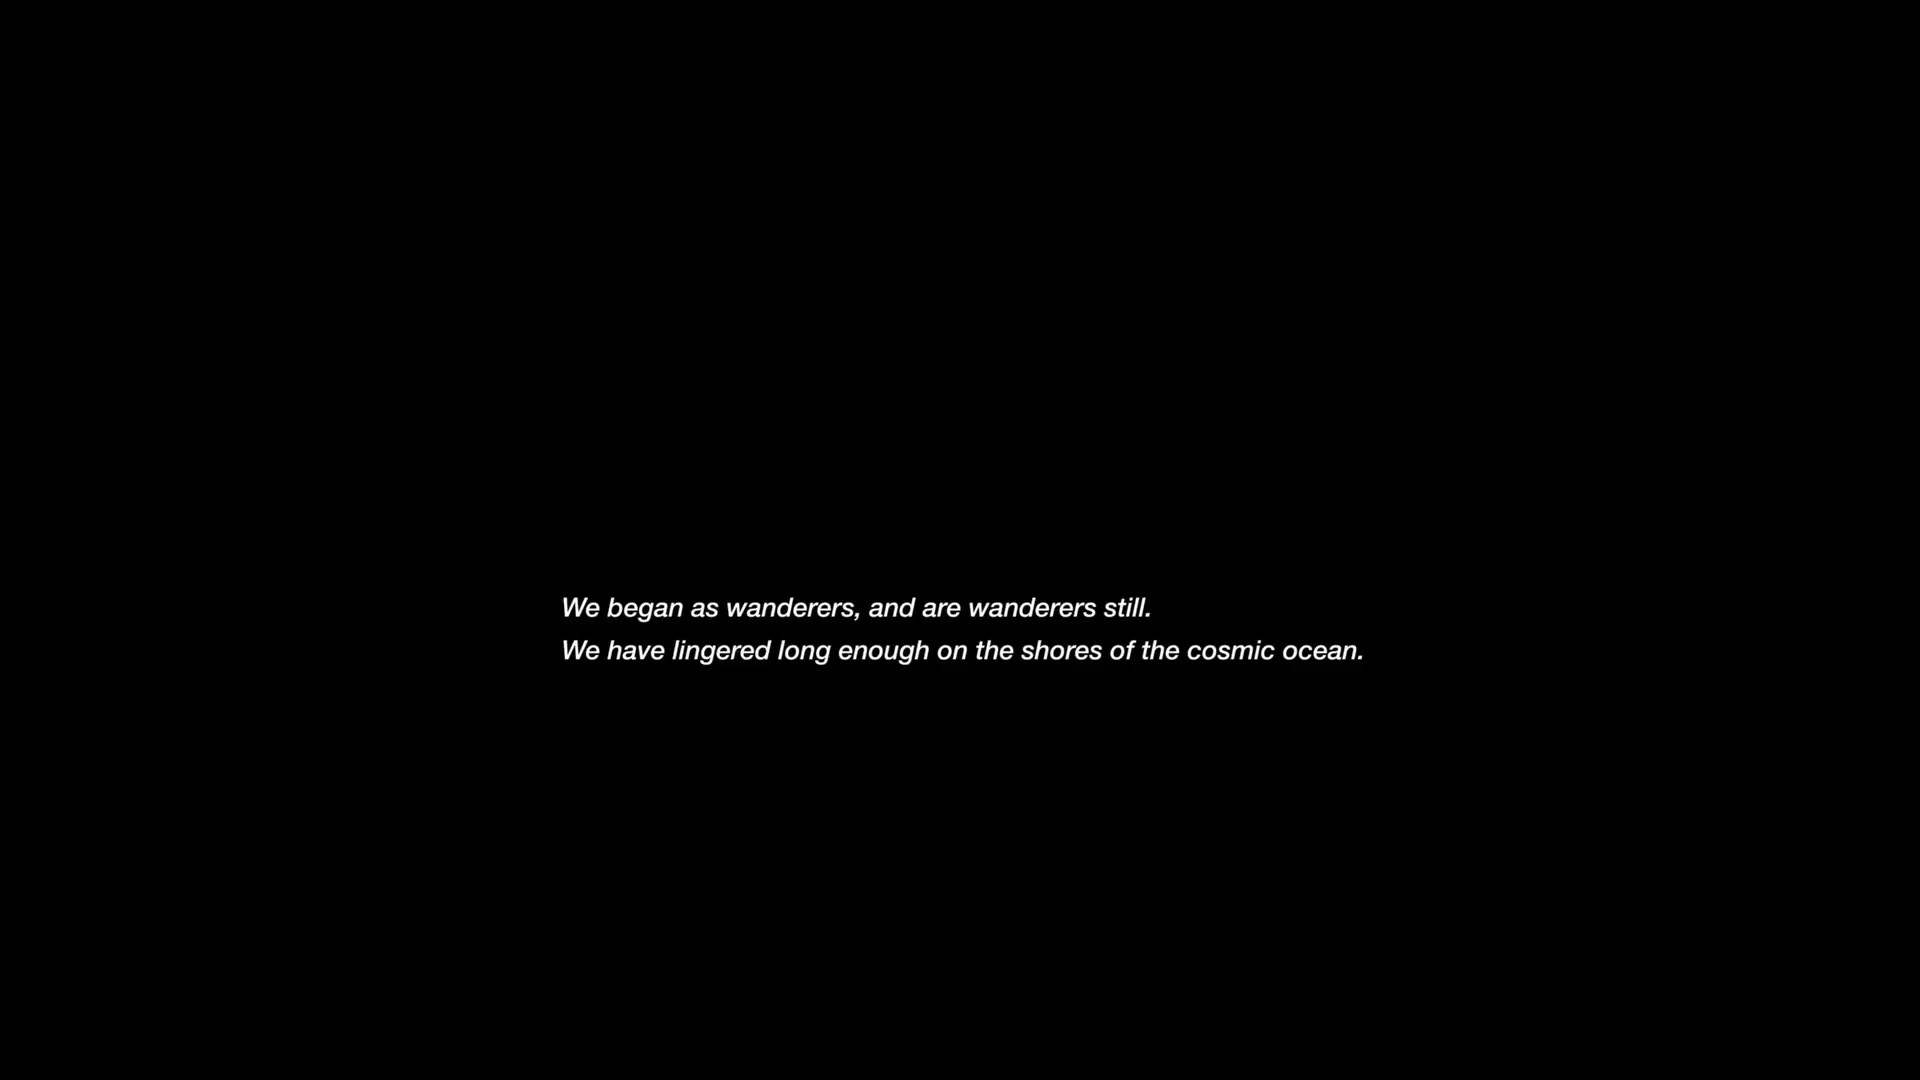 We began as wanderers, and are wanderers still.
We have lingered long enough on the shores of the cosmic ocean.